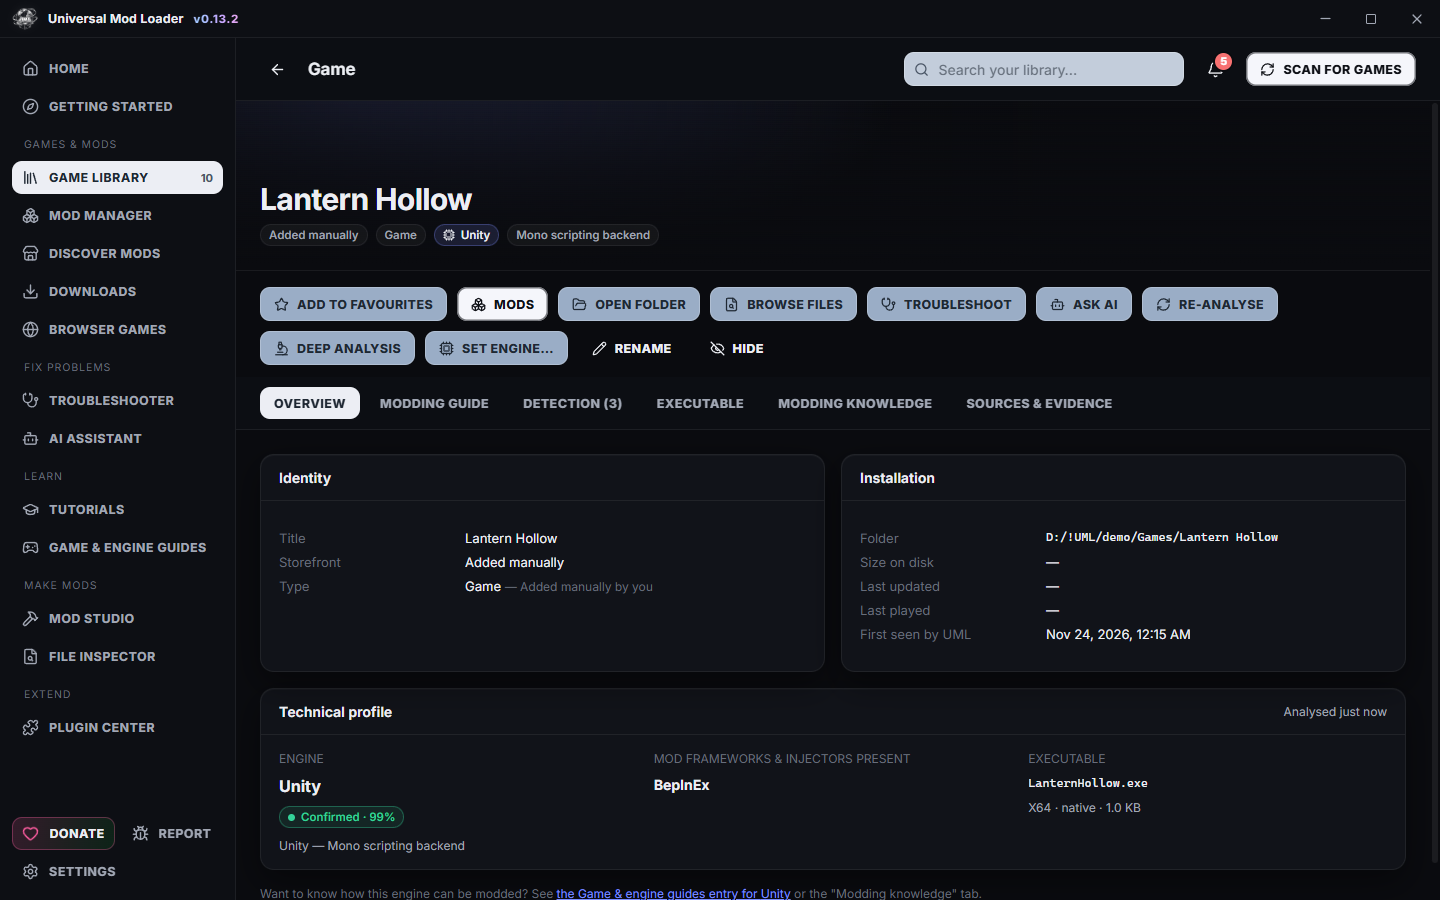 Universal Mod Loader v0.13.2
HOME
GETTING STARTED
GAMES & MODS
GAME LIBRARY 10
MOD MANAGER
DISCOVER MODS
DOWNLOADS
BROWSER GAMES
FIX PROBLEMS
TROUBLESHOOTER
AI ASSISTANT
LEARN
TUTORIALS
GAME & ENGINE GUIDES
MAKE MODS
MOD STUDIO
FILE INSPECTOR
EXTEND
PLUGIN CENTER
DONATE REPORT
SETTINGS
Game
Search your library...
5
SCAN FOR GAMES
Lantern Hollow
Added manually Game Unity Mono scripting backend
ADD TO FAVOURITES MODS OPEN FOLDER BROWSE FILES TROUBLESHOOT ASK AI RE-ANALYSE
DEEP ANALYSIS SET ENGINE... RENAME HIDE
OVERVIEW MODDING GUIDE DETECTION (3) EXECUTABLE MODDING KNOWLEDGE SOURCES & EVIDENCE
Identity
Title Lantern Hollow
Storefront Added manually
Type Game — Added manually by you
Installation
Folder D:/!UML/demo/Games/Lantern Hollow
Size on disk —
Last updated —
Last played —
First seen by UML Nov 24, 2026, 12:15 AM
Technical profile Analysed just now
ENGINE
Unity
Confirmed · 99%
Unity — Mono scripting backend
MOD FRAMEWORKS & INJECTORS PRESENT
BepInEx
EXECUTABLE
LanternHollow.exe
X64 · native · 1.0 KB
Want to know how this engine can be modded? See the Game & engine guides entry for Unity or the "Modding knowledge" tab.